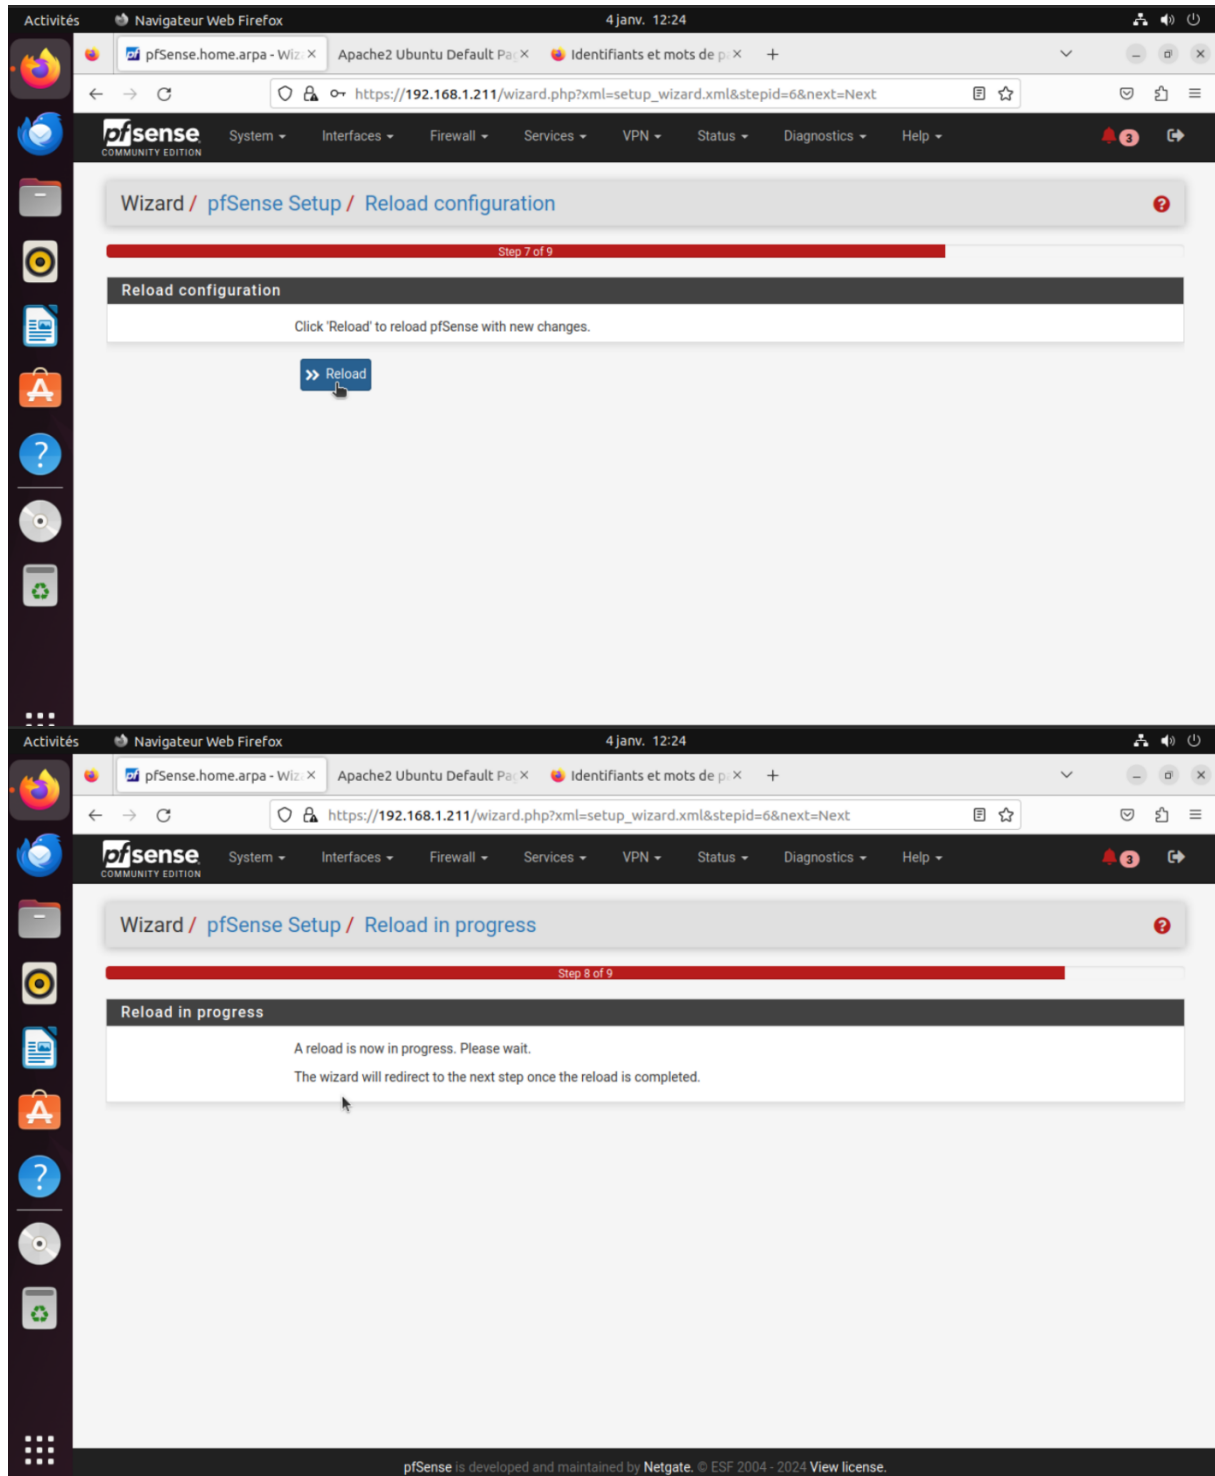 Activités Navigateur Web Firefox 4 janv. 12:24
pfSense.home.arpa - Wiz Apache2 Ubuntu Default Pa Identifiants et mots de p
https://192.168.1.211/wizard.php?xml=setup_wizard.xml&stepid=6&next=Next
pfsense System Interfaces Firewall Services VPN Status Diagnostics Help 3
COMMUNITY EDITION
Wizard / pfSense Setup / Reload configuration
Step 7 of 9
Reload configuration
Click 'Reload' to reload pfSense with new changes.
Reload
Activités Navigateur Web Firefox 4 janv. 12:24
pfSense.home.arpa - Wiz Apache2 Ubuntu Default Pa Identifiants et mots de p
https://192.168.1.211/wizard.php?xml=setup_wizard.xml&stepid=6&next=Next
pfsense System Interfaces Firewall Services VPN Status Diagnostics Help 3
COMMUNITY EDITION
Wizard / pfSense Setup / Reload in progress
Step 8 of 9
Reload in progress
A reload is now in progress. Please wait.
The wizard will redirect to the next step once the reload is completed.
pfSense is developed and maintained by Netgate. © ESF 2004 - 2024 View license.